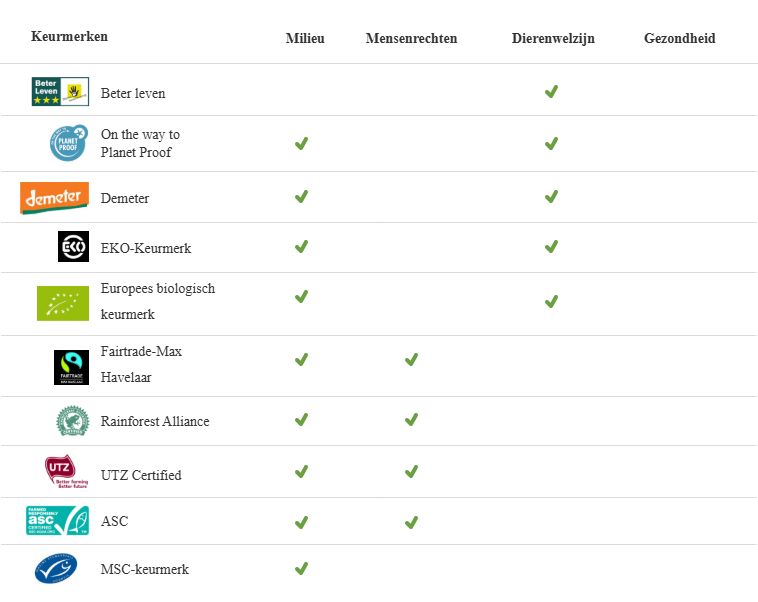 Keurmerken Milieu Mensenrechten Dierenwelzijn Gezondheid
Beter
Leven
Beter leven
PLANET
PROOF
On the way to
Planet Proof
demeter
Demeter
EKO
EKO-Keurmerk
Europees biologisch
keurmerk
FAIRTRADE
Fairtrade-Max
Havelaar
Rainforest Alliance
UTZ
Better farming
Better future
UTZ Certified
FARMED
RESPONSIBLY
asc
CERTIFIED
ASC
MSC-keurmerk